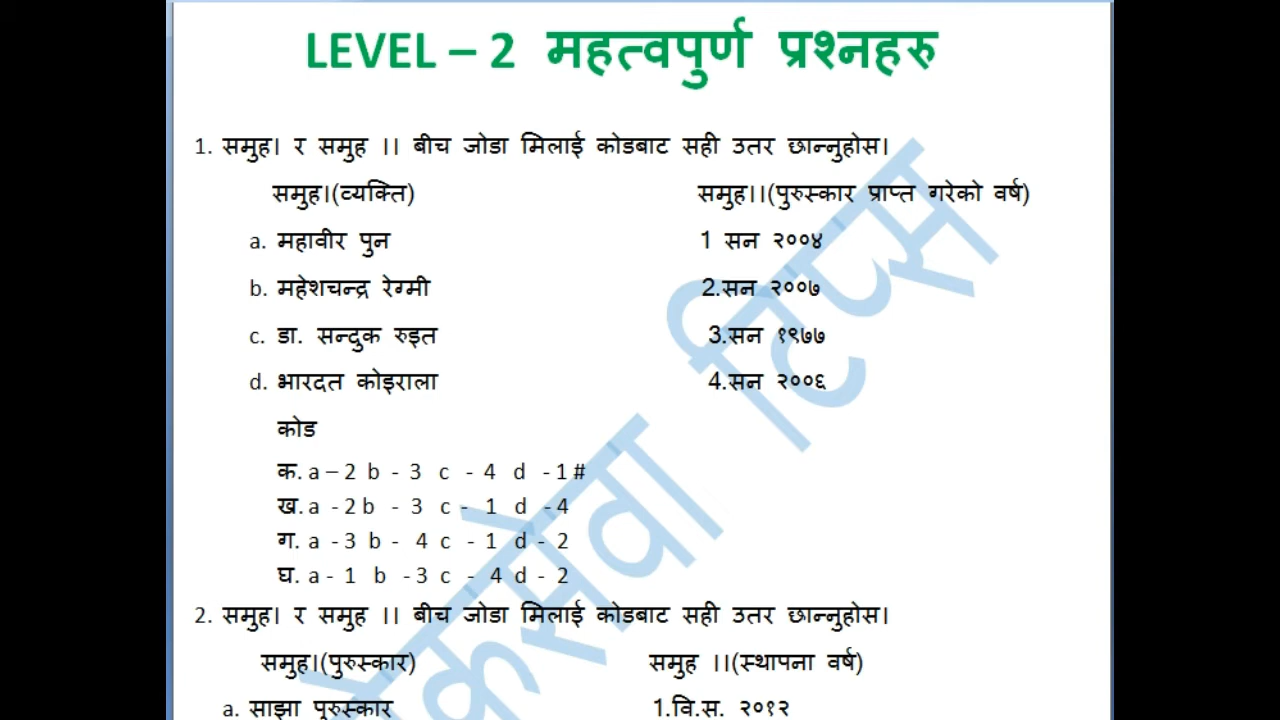 LEVEL – 2 महत्वपुर्ण प्रश्नहरु
1. समुह। र समुह ।। बीच जोडा मिलाई कोडबाट सही उतर छान्नुहोस।
समुह।(व्यक्ति) समुह।।(पुरुस्कार प्राप्त गरेको वर्ष)
a. महावीर पुन 1 सन २००४
b. महेशचन्द्र रेग्मी 2.सन २००७
c. डा. सन्दुक रुइत 3.सन १९७७
d. भारदत कोइराला 4.सन २००६
कोड
क. a – 2 b - 3 c - 4 d - 1 #
ख. a - 2 b - 3 c - 1 d - 4
ग. a - 3 b - 4 c - 1 d - 2
घ. a - 1 b - 3 c - 4 d - 2
2. समुह। र समुह ।। बीच जोडा मिलाई कोडबाट सही उतर छान्नुहोस।
समुह।(पुरुस्कार) समुह ।।(स्थापना वर्ष)
a. साझा पुरुस्कार 1.वि.स. २०१२
टिप्स